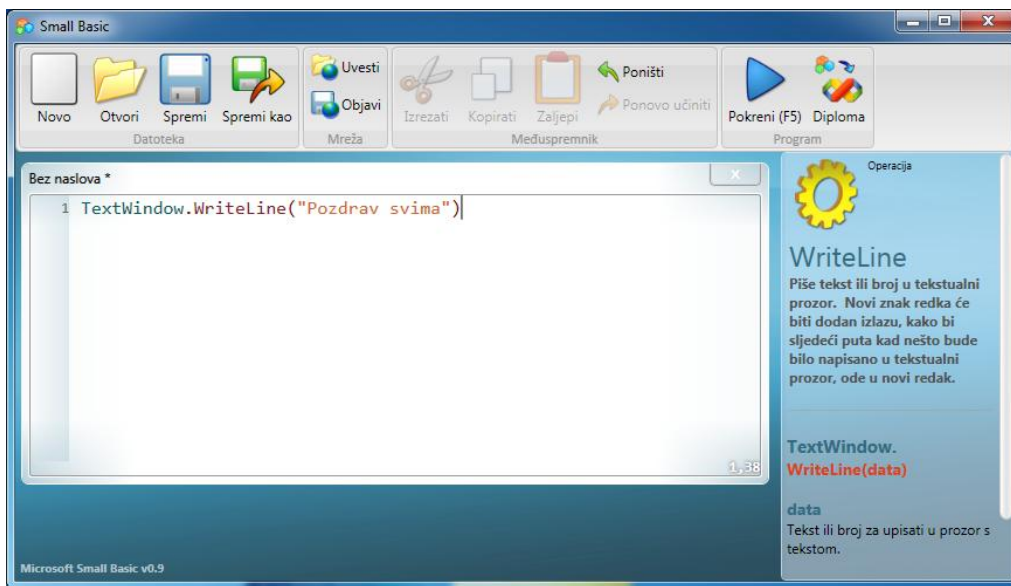 Small Basic
Novo
Otvori
Spremi
Spremi kao
Datoteka
Uvesti
Objavi
Mreža
Izrezati
Kopirati
Zaljepi
Poništi
Ponovo učiniti
Međuspremnik
Pokreni (F5)
Diploma
Program
Bez naslova *
1 TextWindow.WriteLine("Pozdrav svima")
1,38
Microsoft Small Basic v0.9
Operacija
WriteLine
Piše tekst ili broj u tekstualni
prozor. Novi znak redka će
biti dodan izlazu, kako bi
sljedeći puta kad nešto bude
bilo napisano u tekstualni
prozor, ode u novi redak.
TextWindow.
WriteLine(data)
data
Tekst ili broj za upisati u prozor s
tekstom.